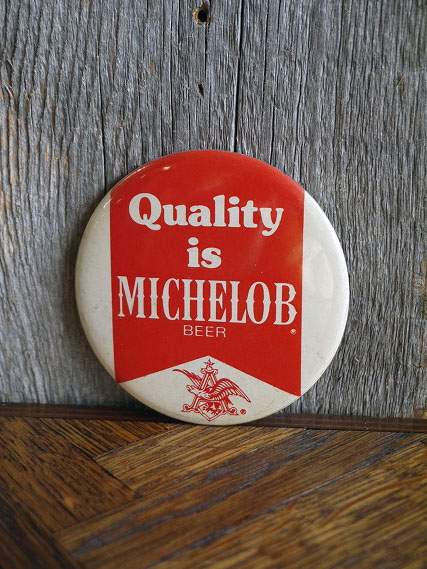 Quality
is
MICHELOB®
BEER
®